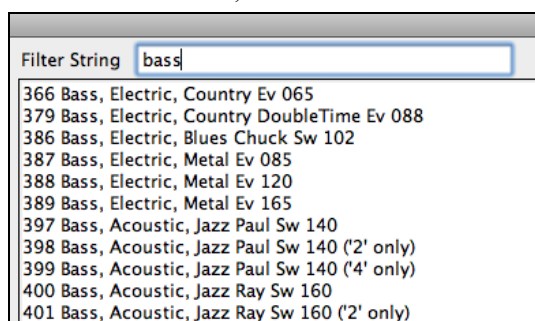 Filter String bass
366 Bass, Electric, Country Ev 065
379 Bass, Electric, Country DoubleTime Ev 088
386 Bass, Electric, Blues Chuck Sw 102
387 Bass, Electric, Metal Ev 085
388 Bass, Electric, Metal Ev 120
389 Bass, Electric, Metal Ev 165
397 Bass, Acoustic, Jazz Paul Sw 140
398 Bass, Acoustic, Jazz Paul Sw 140 ('2' only)
399 Bass, Acoustic, Jazz Paul Sw 140 ('4' only)
400 Bass, Acoustic, Jazz Ray Sw 160
401 Bass, Acoustic, Jazz Ray Sw 160 ('2' only)